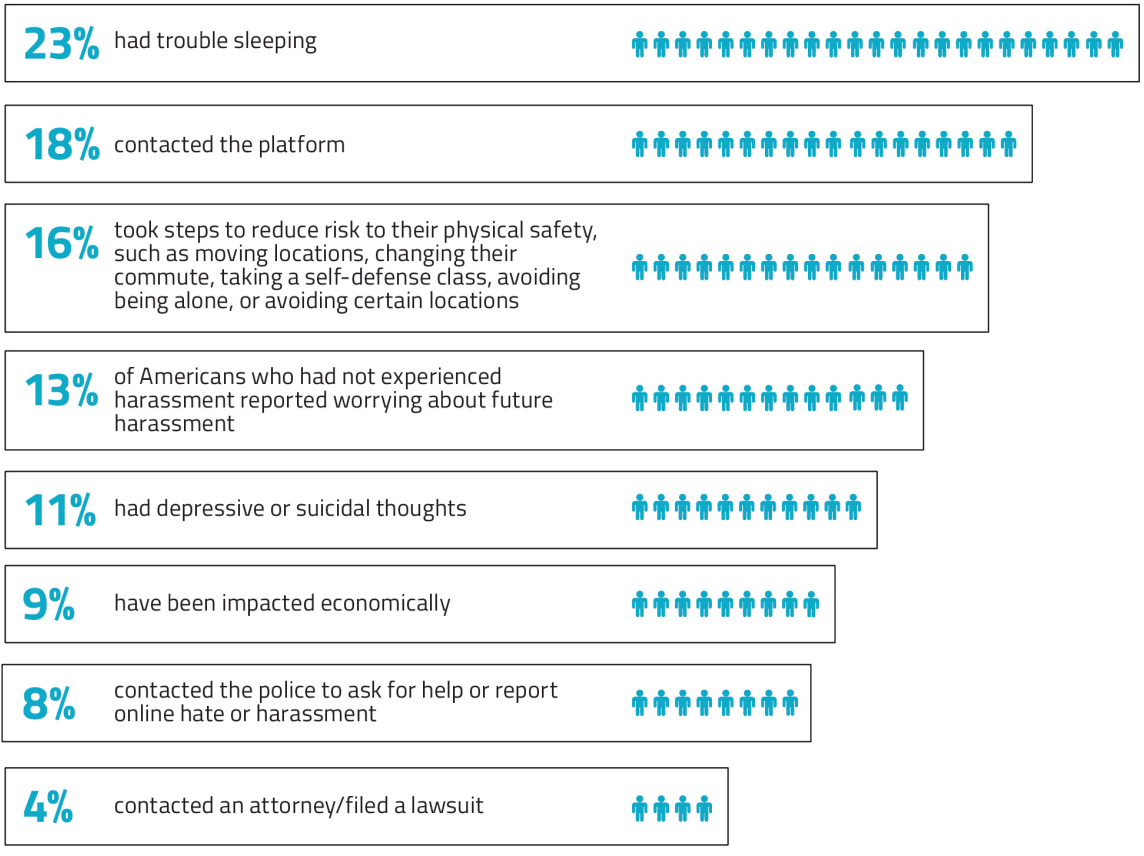 23% had trouble sleeping
18% contacted the platform
16% took steps to reduce risk to their physical safety,
such as moving locations, changing their
commute, taking a self-defense class, avoiding
being alone, or avoiding certain locations
13% of Americans who had not experienced
harassment reported worrying about future
harassment
11% had depressive or suicidal thoughts
9% have been impacted economically
8% contacted the police to ask for help or report
online hate or harassment
4% contacted an attorney/filed a lawsuit